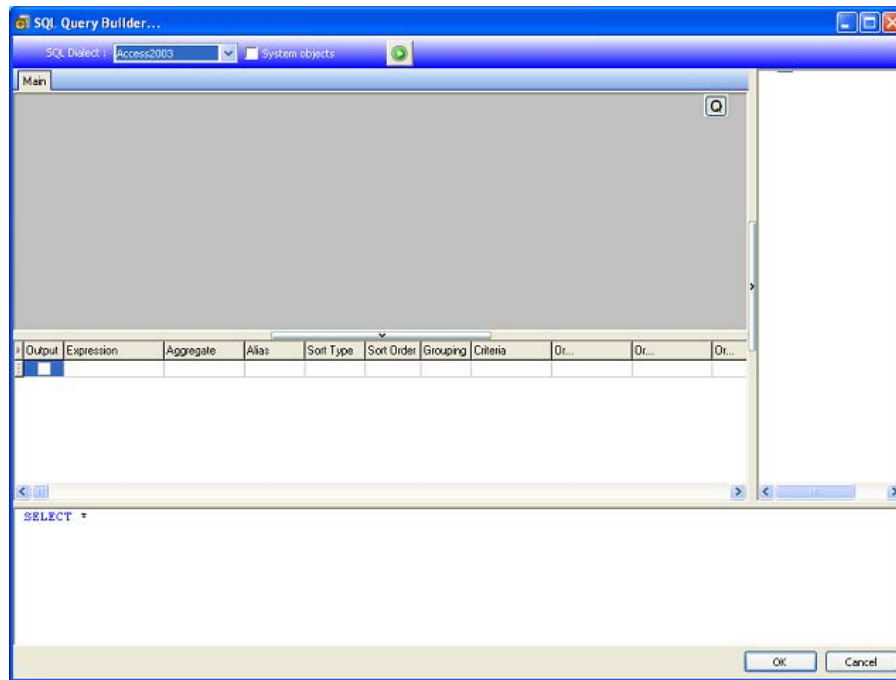 SQL Query Builder...
SQL Dialect : Access2003 System objects
Main
Q
Output Expression Aggregate Alias Sort Type Sort Order Grouping Criteria Or... Or... Or...
SELECT *
OK Cancel